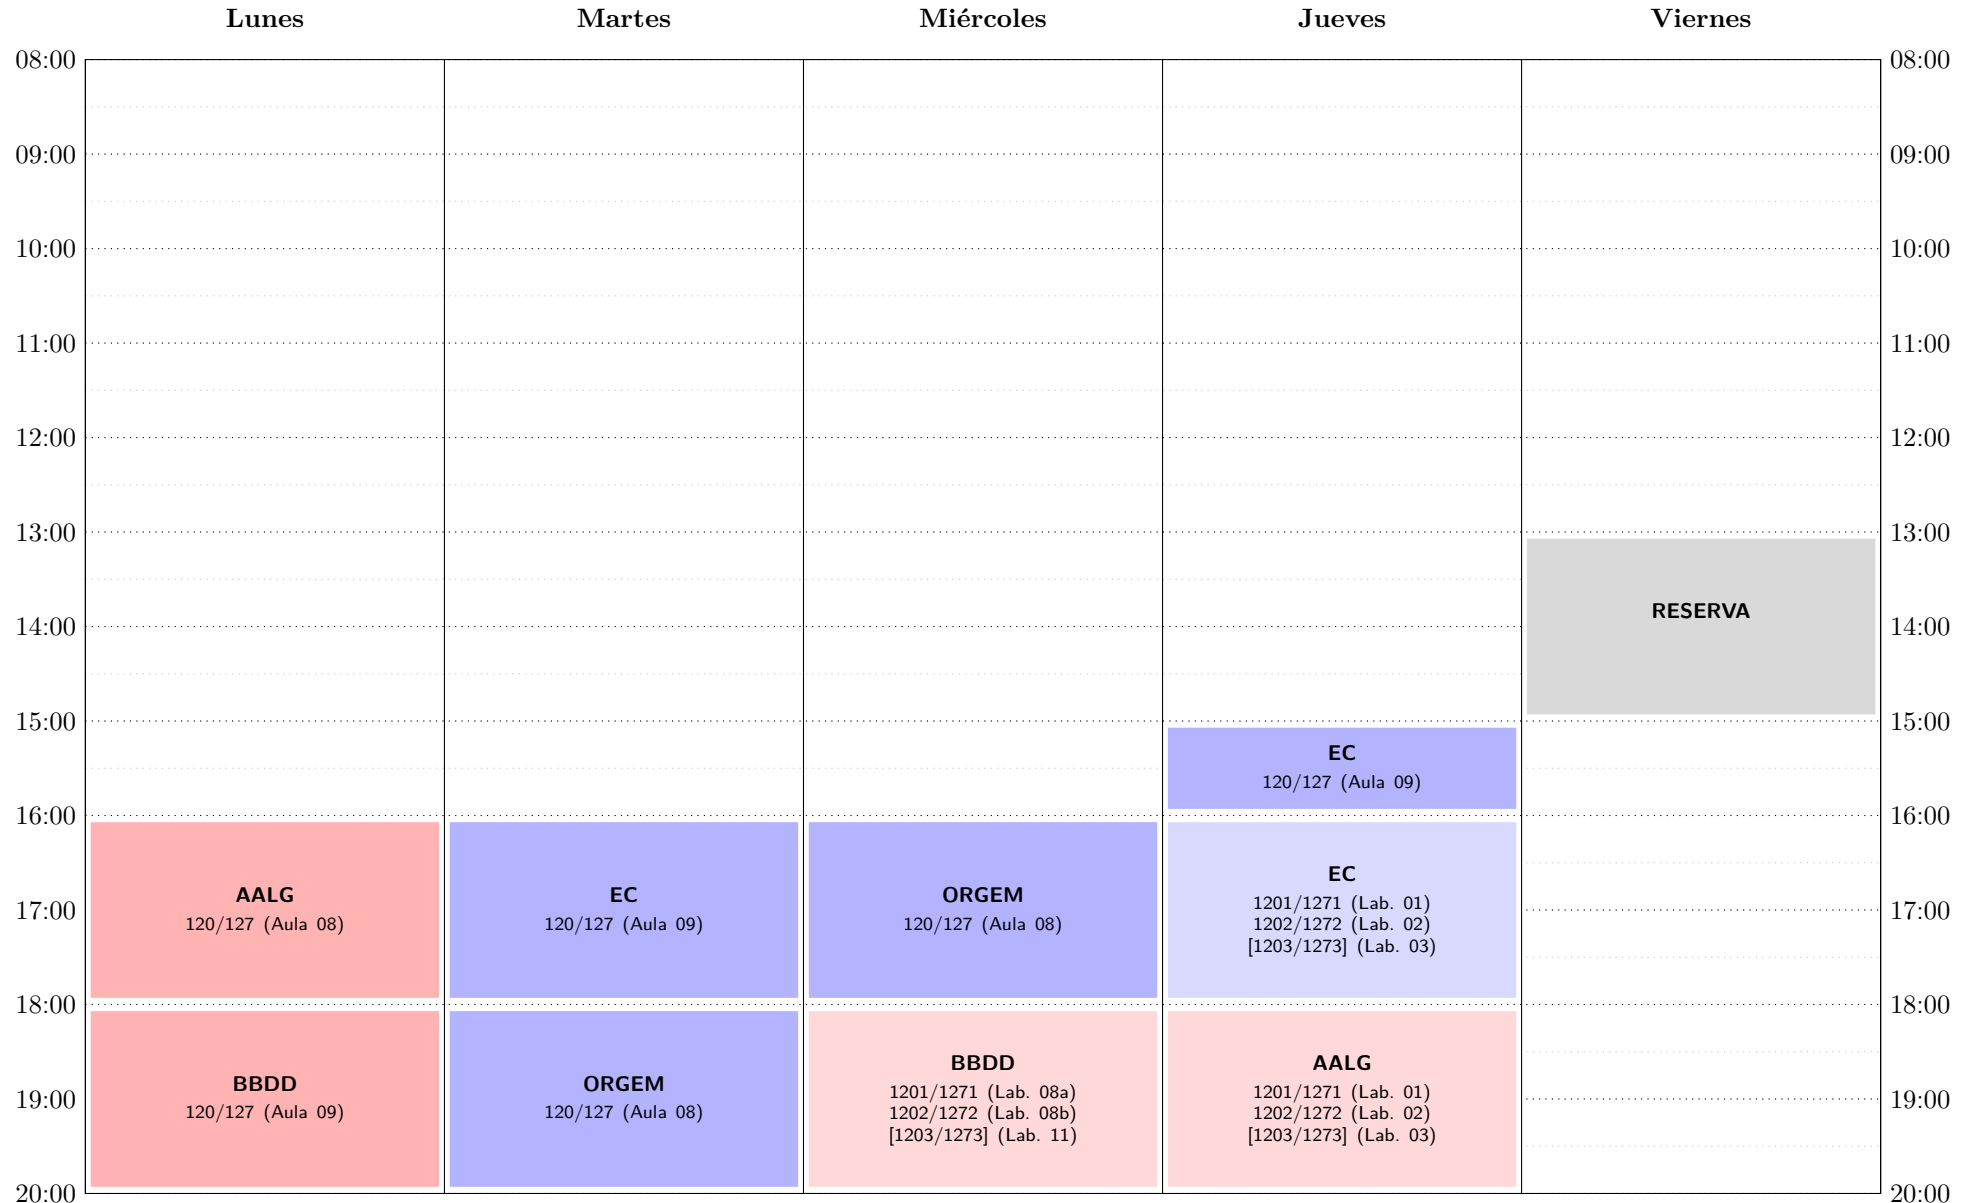 Lunes Martes Miércoles Jueves Viernes
08:00 08:00
09:00 09:00
10:00 10:00
11:00 11:00
12:00 12:00
13:00 13:00
RESERVA
14:00 14:00
15:00 15:00
EC
120/127 (Aula 09)
16:00 16:00
AALG
120/127 (Aula 08)
EC
120/127 (Aula 09)
ORGEM
120/127 (Aula 08)
EC
1201/1271 (Lab. 01)
1202/1272 (Lab. 02)
[1203/1273] (Lab. 03)
17:00 17:00
18:00 18:00
BBDD
120/127 (Aula 09)
ORGEM
120/127 (Aula 08)
BBDD
1201/1271 (Lab. 08a)
1202/1272 (Lab. 08b)
[1203/1273] (Lab. 11)
AALG
1201/1271 (Lab. 01)
1202/1272 (Lab. 02)
[1203/1273] (Lab. 03)
19:00 19:00
20:00 20:00